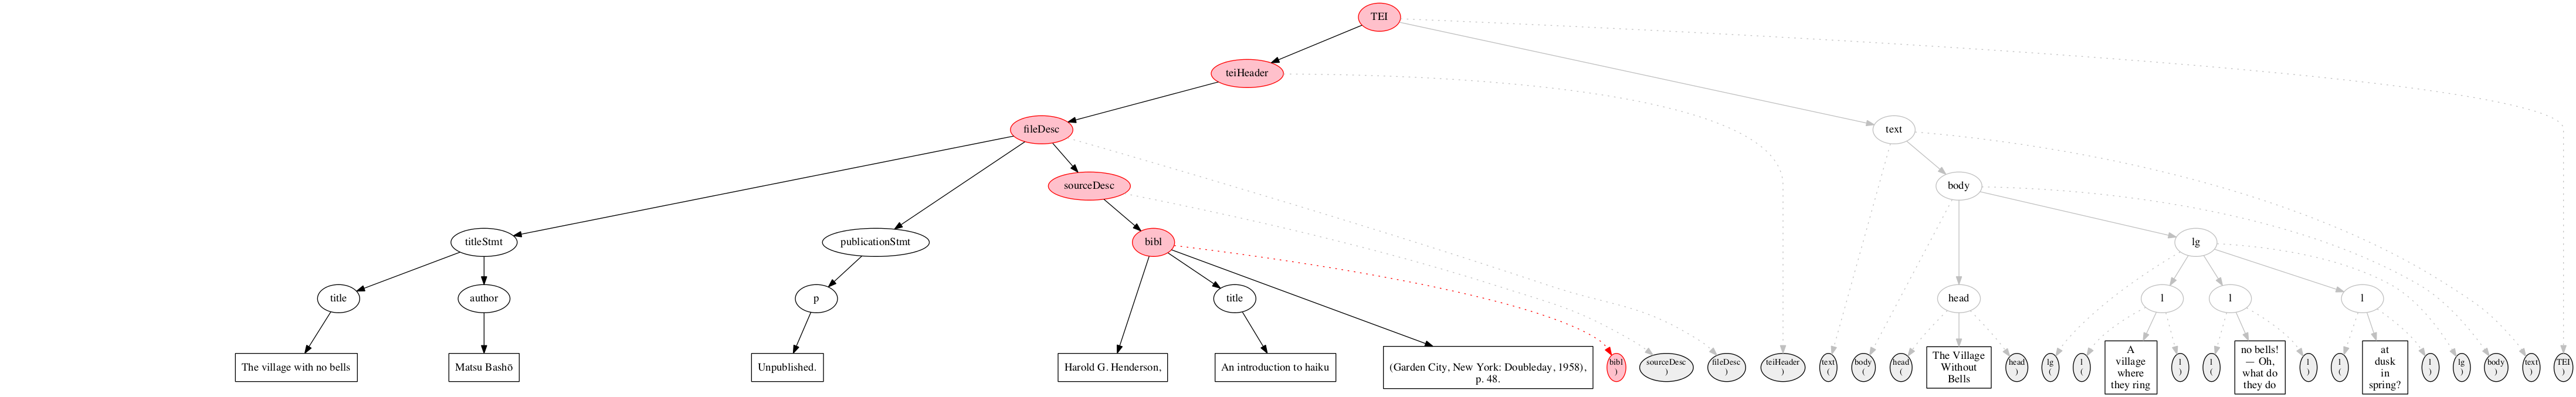 TEI
teiHeader
fileDesc
text
sourceDesc
body
titleStmt
publicationStmt
bibl
lg
title
author
p
title
head
l
l
l
The village with no bells
Matsu Bashō
Unpublished.
Harold G. Henderson,
An introduction to haiku
(Garden City, New York: Doubleday, 1958),
p. 48.
bibl
)
sourceDesc
)
fileDesc
)
teiHeader
)
text
(
body
(
head
(
The Village
Without
Bells
head
)
lg
(
l
(
A
village
where
they ring
l
)
l
(
no bells!
— Oh,
what do
they do
l
)
l
(
at
dusk
in
spring?
l
)
lg
)
body
)
text
)
TEI
)